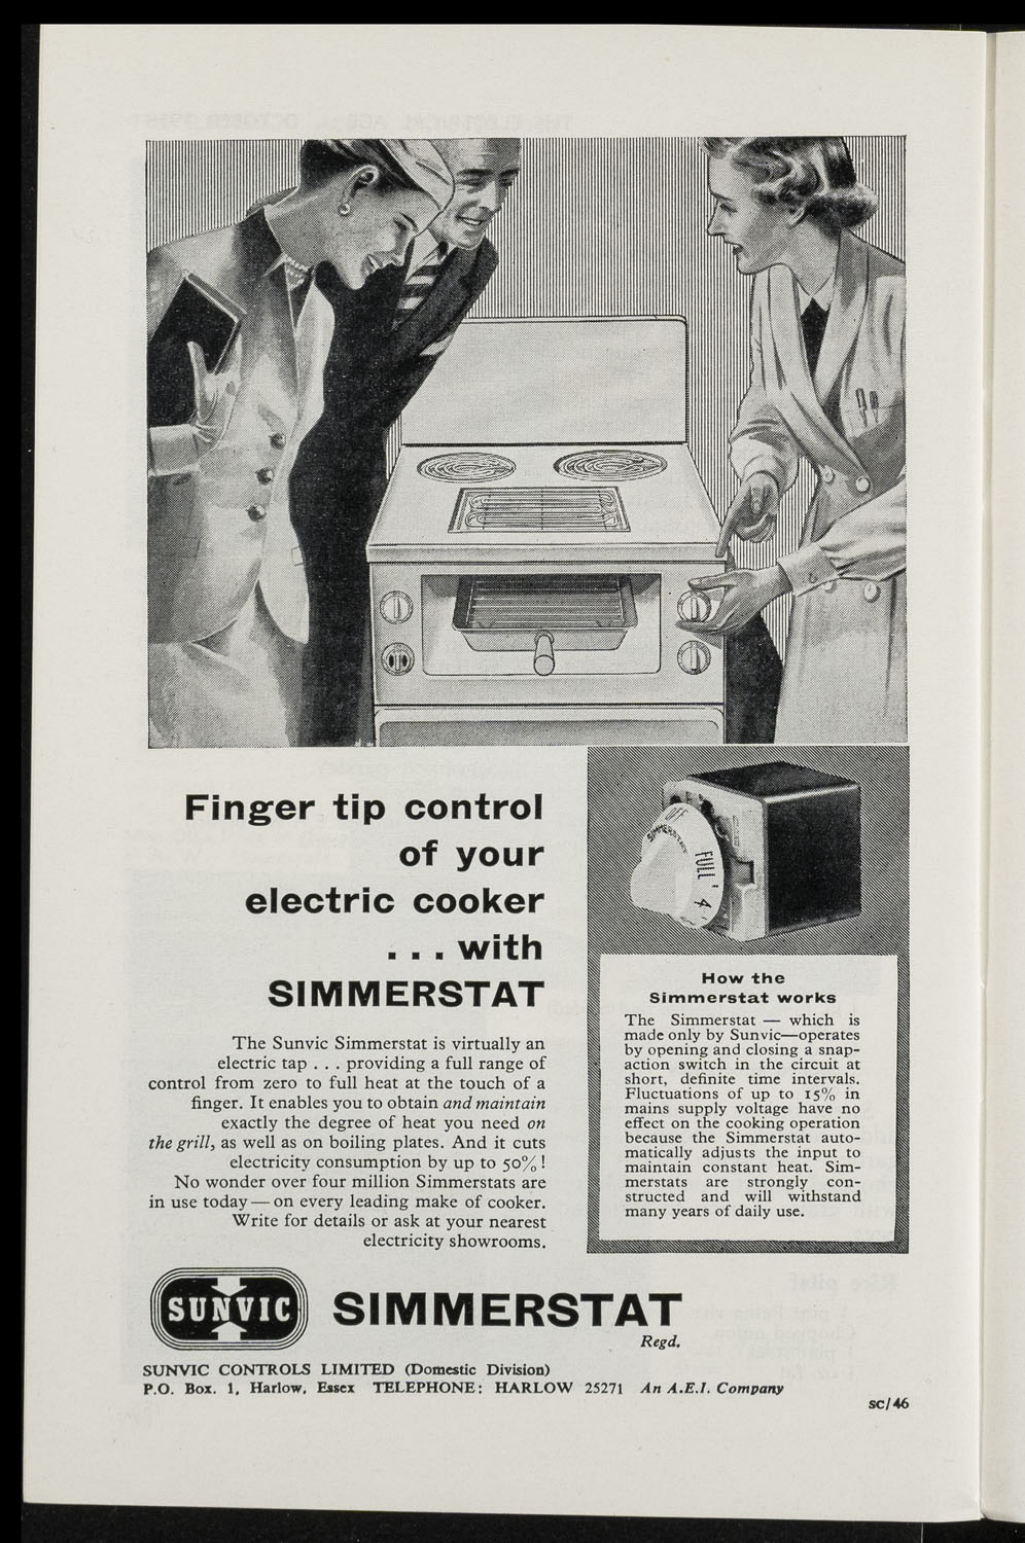 Finger tip control
of your
electric cooker
. . . with
SIMMERSTAT
The Sunvic Simmerstat is virtually an
electric tap . . . providing a full range of
control from zero to full heat at the touch of a
finger. It enables you to obtain and maintain
exactly the degree of heat you need on
the grill, as well as on boiling plates. And it cuts
electricity consumption by up to 50% !
No wonder over four million Simmerstats are
in use today — on every leading make of cooker.
Write for details or ask at your nearest
electricity showrooms.
OFF
SIMMERSTAT
FULL
4
How the
Simmerstat works
The Simmerstat — which is
made only by Sunvic—operates
by opening and closing a snap-
action switch in the circuit at
short, definite time intervals.
Fluctuations of up to 15% in
mains supply voltage have no
effect on the cooking operation
because the Simmerstat auto-
matically adjusts the input to
maintain constant heat. Sim-
merstats are strongly con-
structed and will withstand
many years of daily use.
SUNVIC SIMMERSTAT
Regd.
SUNVIC CONTROLS LIMITED (Domestic Division)
P.O. Box. 1, Harlow, Essex TELEPHONE: HARLOW 25271 An A.E.I. Company
SC/46